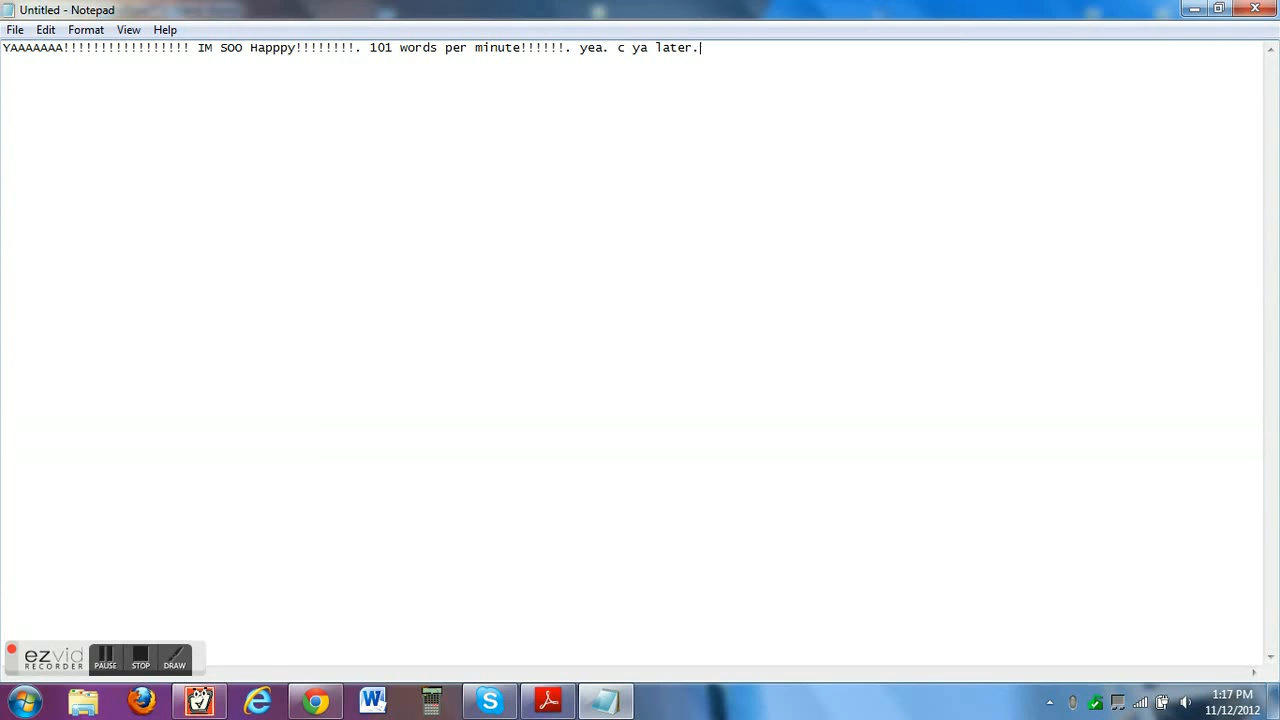 Untitled - Notepad
File Edit Format View Help
YAAAAAAA!!!!!!!!!!!!!!!!! IM SOO Happpy!!!!!!!!. 101 words per minute!!!!!!. yea. c ya later.
ezvid
RECORDER
PAUSE STOP DRAW
1:17 PM
11/12/2012